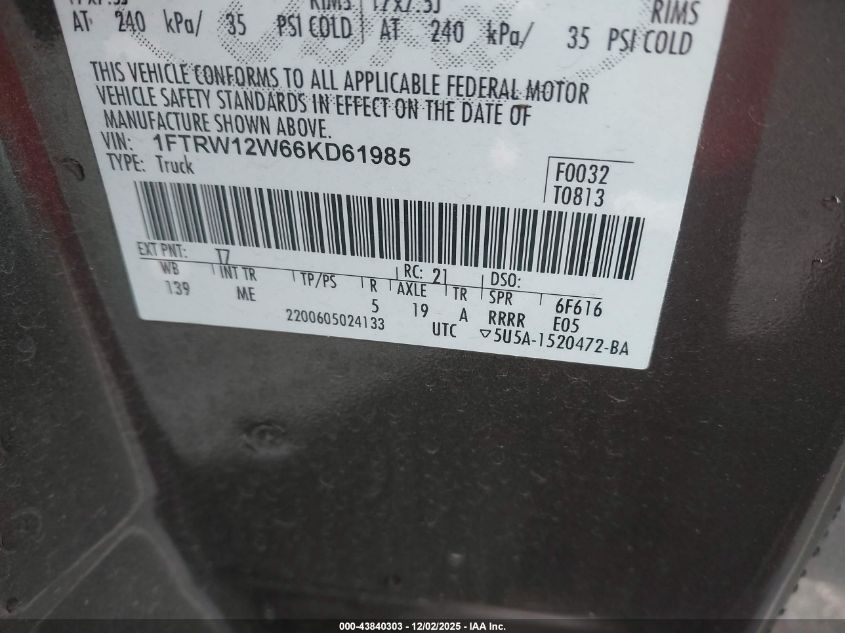 RIMS 17X7.5J RIMS
AT 240 kPa/ 35 PSI COLD AT 240 kPa/ 35 PSI COLD
THIS VEHICLE CONFORMS TO ALL APPLICABLE FEDERAL MOTOR
VEHICLE SAFETY STANDARDS IN EFFECT ON THE DATE OF
MANUFACTURE SHOWN ABOVE.
VIN: 1FTRW12W66KD61985
TYPE: Truck
F0032
T0813
EXT PNT: T7 RC: 21 DSO:
WB INT TR TP/PS R AXLE TR SPR 6F616
139 ME 5 19 A RRRR E05
2200605024133 UTC ▽5U5A-1520472-BA
000-43840303 - 12/02/2025 - IAA Inc.